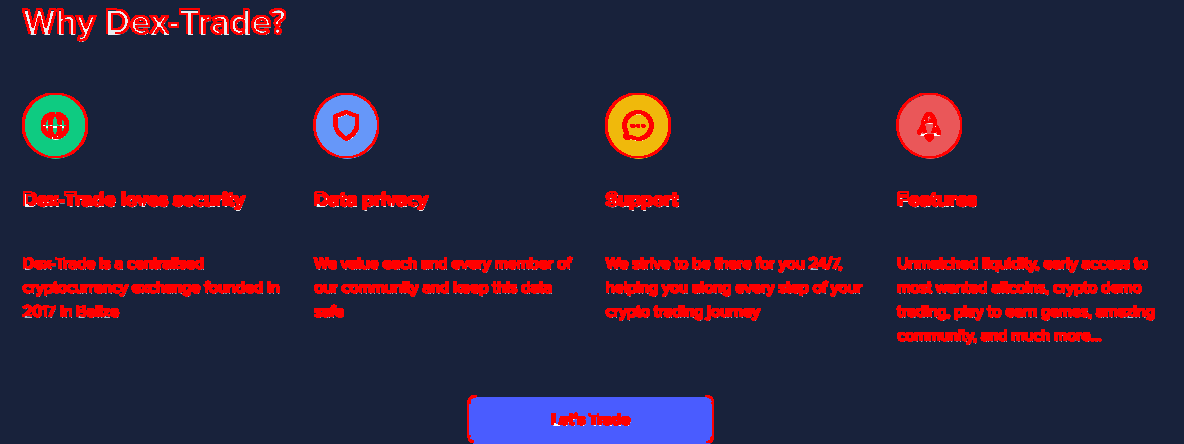 Why Dex-Trade?
Dex-Trade loves security
Data privacy
Support
Features
Dex-Trade is a centralised
cryptocurrency exchange founded in
2017 in Belize
We value each and every member of
our community and keep this data
safe
We strive to be there for you 24/7,
helping you along every step of your
crypto trading journey
Unmatched liquidity, early access to
most wanted altcoins, crypto demo
trading, play to earn games, amazing
community, and much more...
Let's Trade